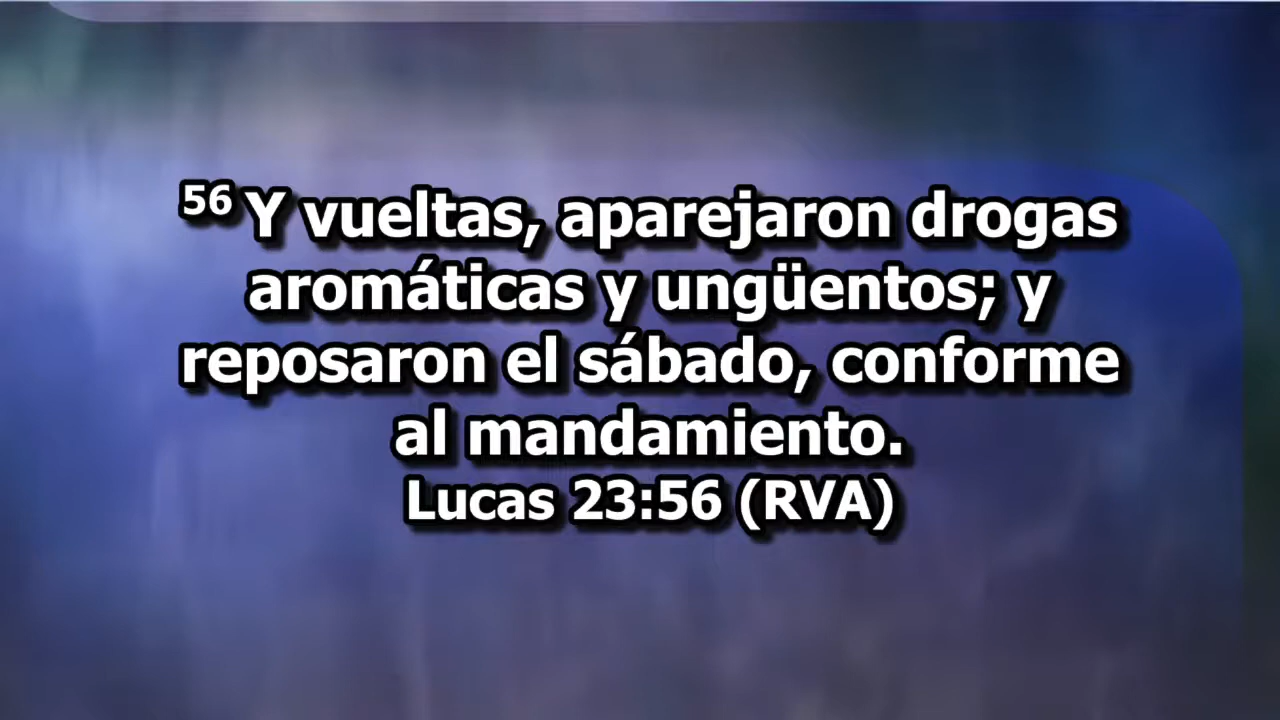 56 Y vueltas, aparejaron drogas
aromáticas y ungüentos; y
reposaron el sábado, conforme
al mandamiento.
Lucas 23:56 (RVA)